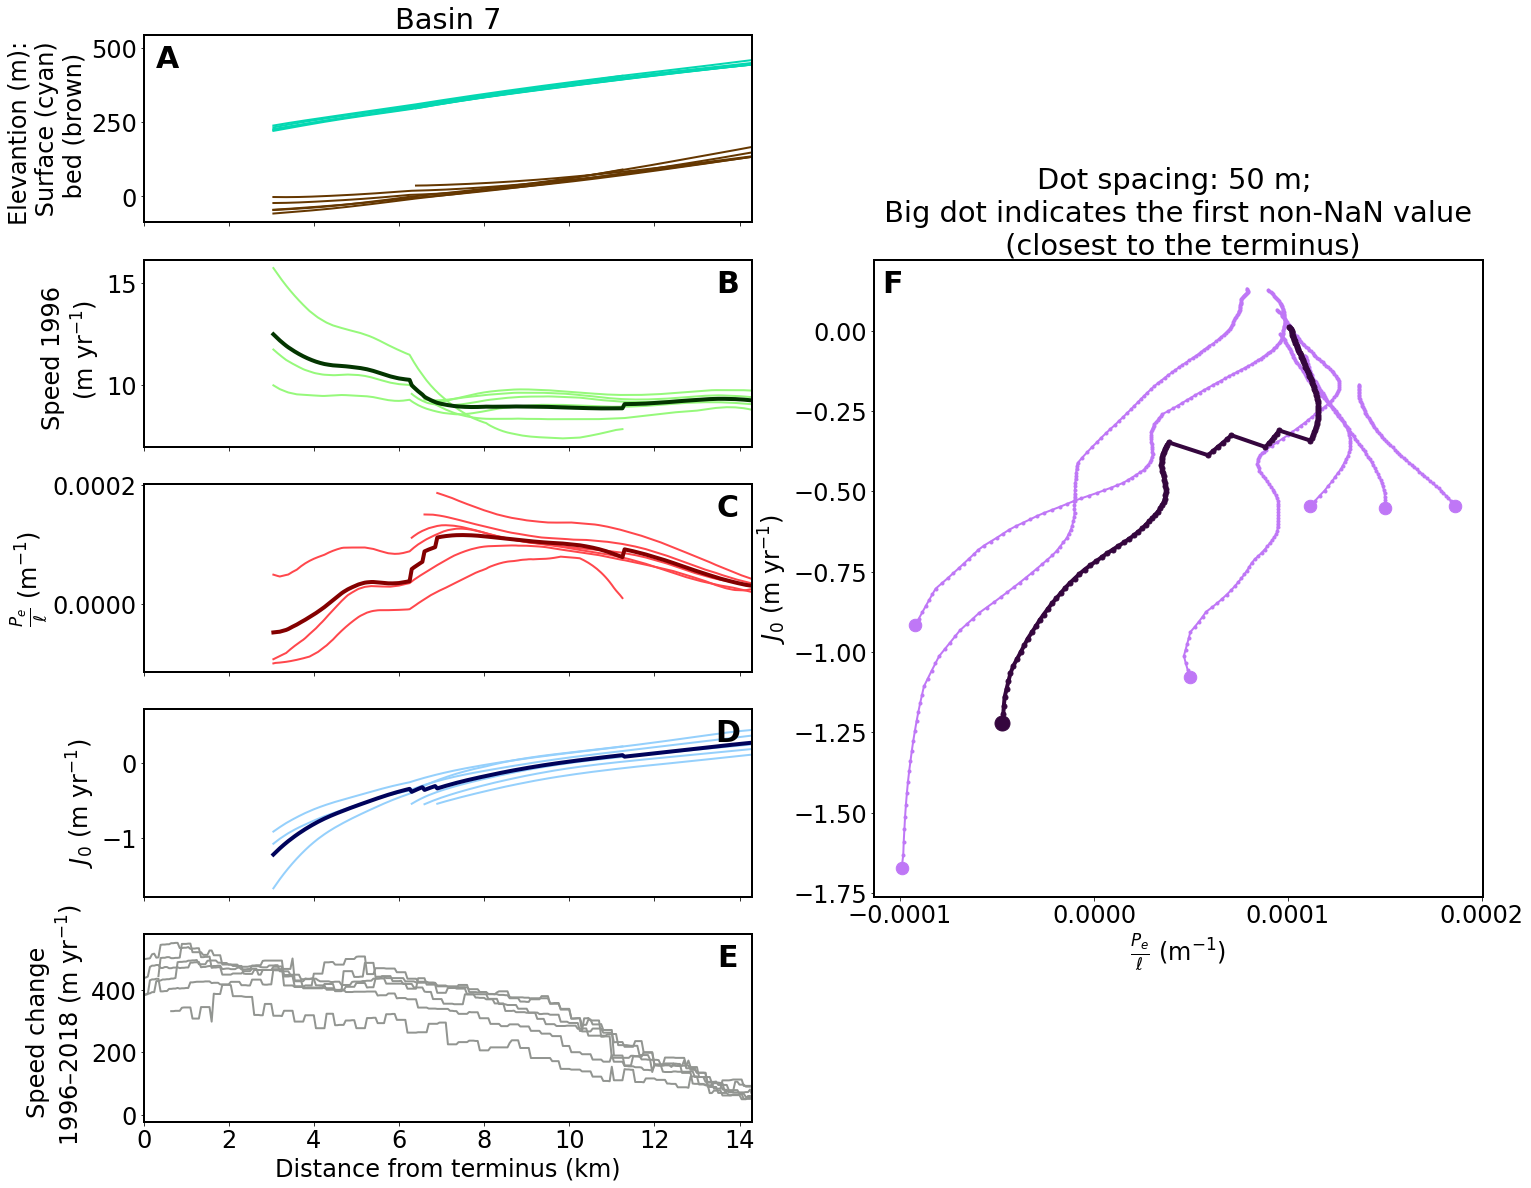 Basin 7
A
Elevantion (m):
Surface (cyan)
bed (brown)
500
250
0
B
Speed 1996
(m yr⁻¹)
15
10
C
Pₑ/ℓ (m⁻¹)
0.0002
0.0000
D
J₀ (m yr⁻¹)
0
−1
E
Speed change
1996–2018 (m yr⁻¹)
400
200
0
0 2 4 6 8 10 12 14
Distance from terminus (km)
Dot spacing: 50 m;
Big dot indicates the first non-NaN value
(closest to the terminus)
F
J₀ (m yr⁻¹)
0.00
−0.25
−0.50
−0.75
−1.00
−1.25
−1.50
−1.75
−0.0001 0.0000 0.0001 0.0002
Pₑ/ℓ (m⁻¹)